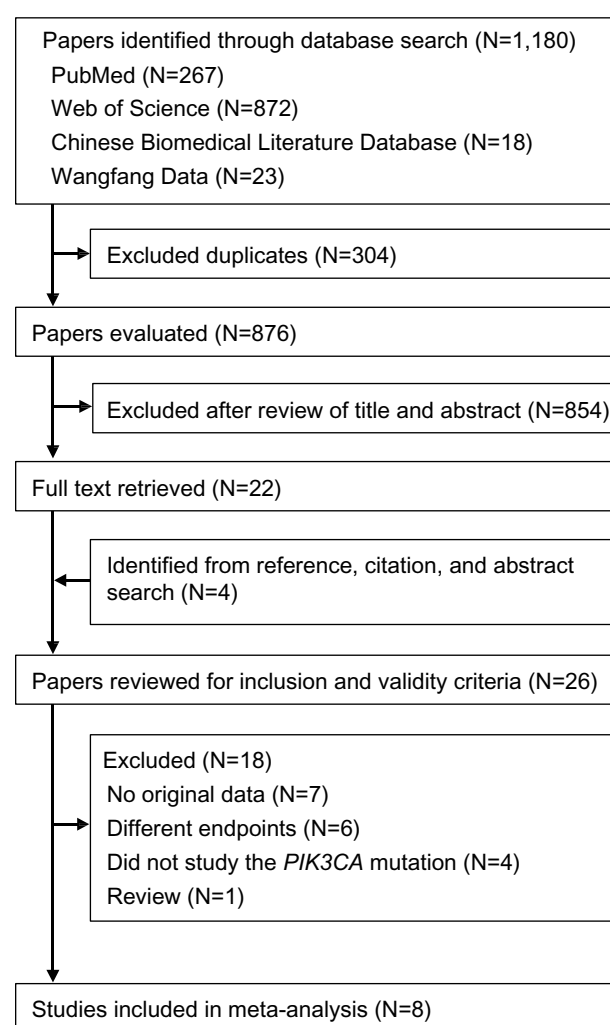 Papers identified through database search (N=1,180)
PubMed (N=267)
Web of Science (N=872)
Chinese Biomedical Literature Database (N=18)
Wangfang Data (N=23)
Excluded duplicates (N=304)
Papers evaluated (N=876)
Excluded after review of title and abstract (N=854)
Full text retrieved (N=22)
Identified from reference, citation, and abstract
search (N=4)
Papers reviewed for inclusion and validity criteria (N=26)
Excluded (N=18)
No original data (N=7)
Different endpoints (N=6)
Did not study the PIK3CA mutation (N=4)
Review (N=1)
Studies included in meta-analysis (N=8)